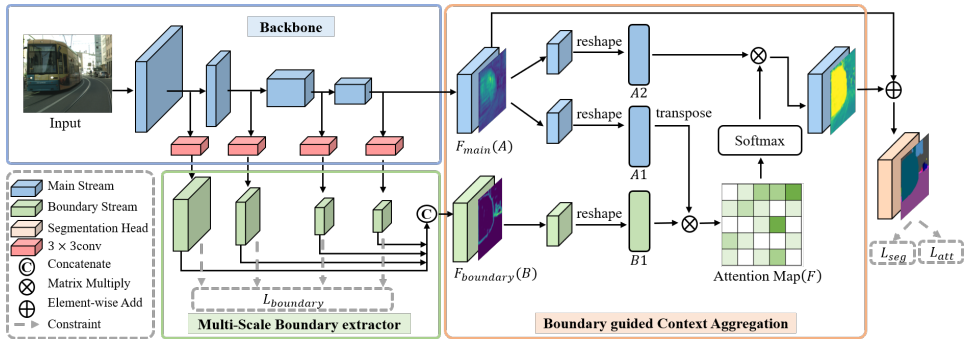 Backbone
Input
Main Stream
Boundary Stream
Segmentation Head
3 × 3conv
C
Concatenate
Matrix Multiply
Element-wise Add
Constraint
C
L_boundary
Multi-Scale Boundary extractor
F_main(A)
reshape
A2
reshape
transpose
A1
Softmax
F_boundary(B)
reshape
B1
Attention Map(F)
Boundary guided Context Aggregation
L_seg
L_att